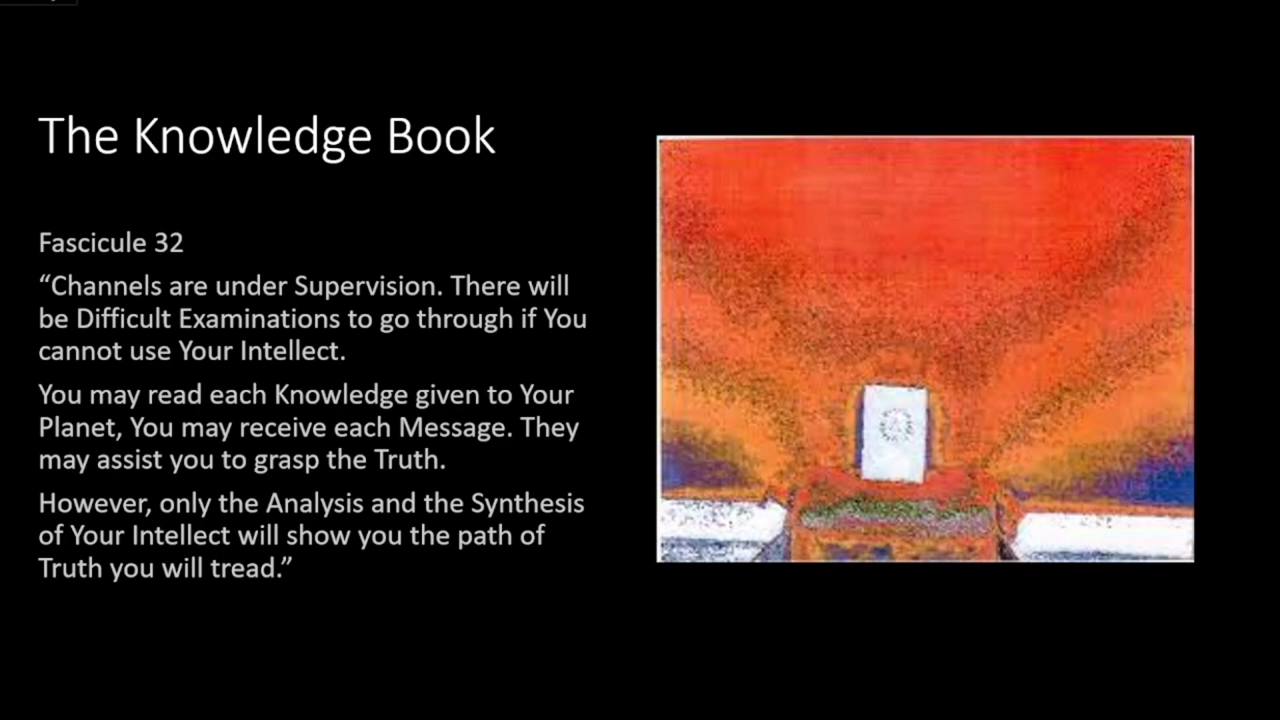 The Knowledge Book
Fascicule 32
“Channels are under Supervision. There will
be Difficult Examinations to go through if You
cannot use Your Intellect.
You may read each Knowledge given to Your
Planet, You may receive each Message. They
may assist you to grasp the Truth.
However, only the Analysis and the Synthesis
of Your Intellect will show you the path of
Truth you will tread.”